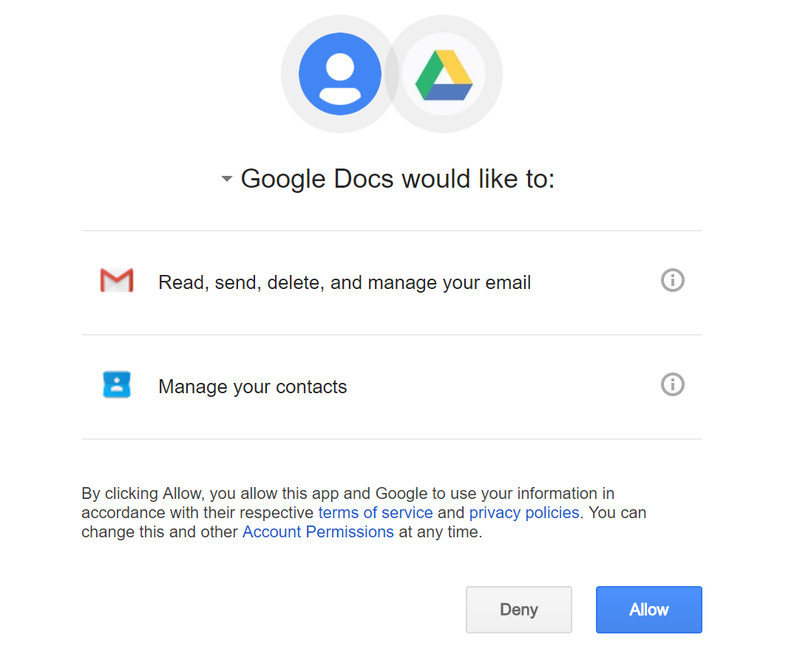 Google Docs would like to:
Read, send, delete, and manage your email
Manage your contacts
By clicking Allow, you allow this app and Google to use your information in
accordance with their respective terms of service and privacy policies. You can
change this and other Account Permissions at any time.
Deny
Allow